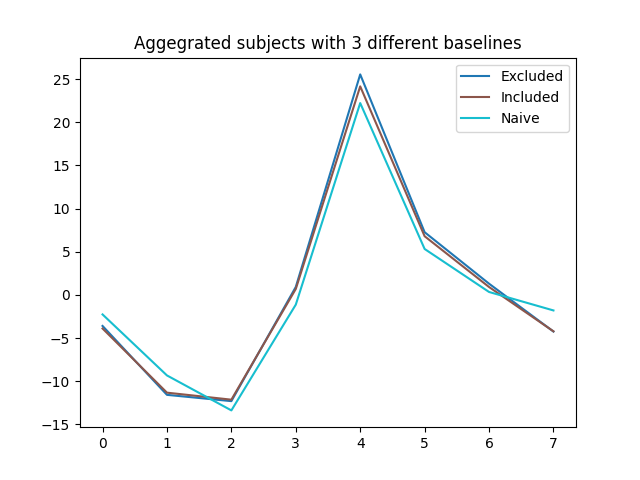 Aggegrated subjects with 3 different baselines
Excluded
Included
Naive
25
20
15
10
5
0
−5
−10
−15
0 1 2 3 4 5 6 7